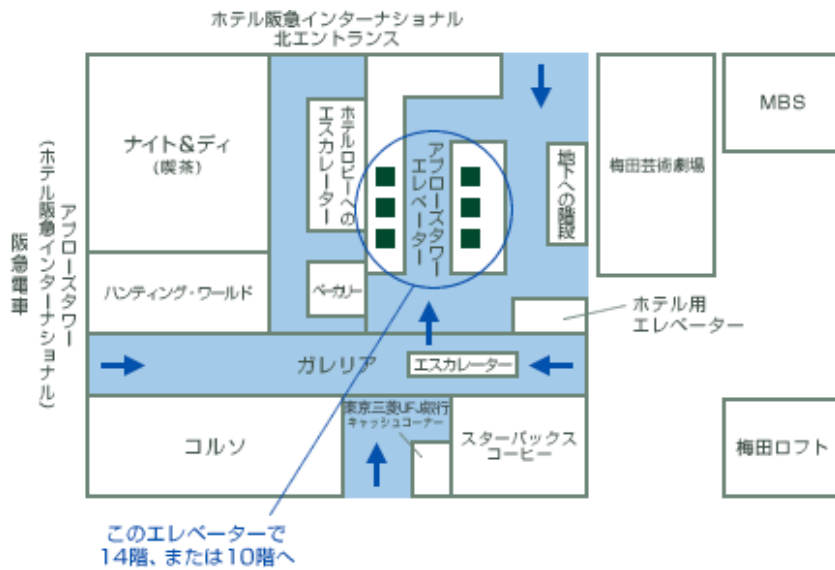 ホテル阪急インターナショナル
北エントランス
ナイト&ディ
(喫茶)
ホテルロビーへの
エスカレーター
アプローズタワー
エレベーター
地下への階段
梅田芸術劇場
MBS
アプローズタワー
(ホテル阪急インターナショナル)
阪急電車
ハンティング・ワールド
ベーカリー
ホテル用
エレベーター
ガレリア
エスカレーター
コルソ
東京三菱UFJ銀行
キャッシュコーナー
スターバックス
コーヒー
梅田ロフト
このエレベーターで
14階、または10階へ